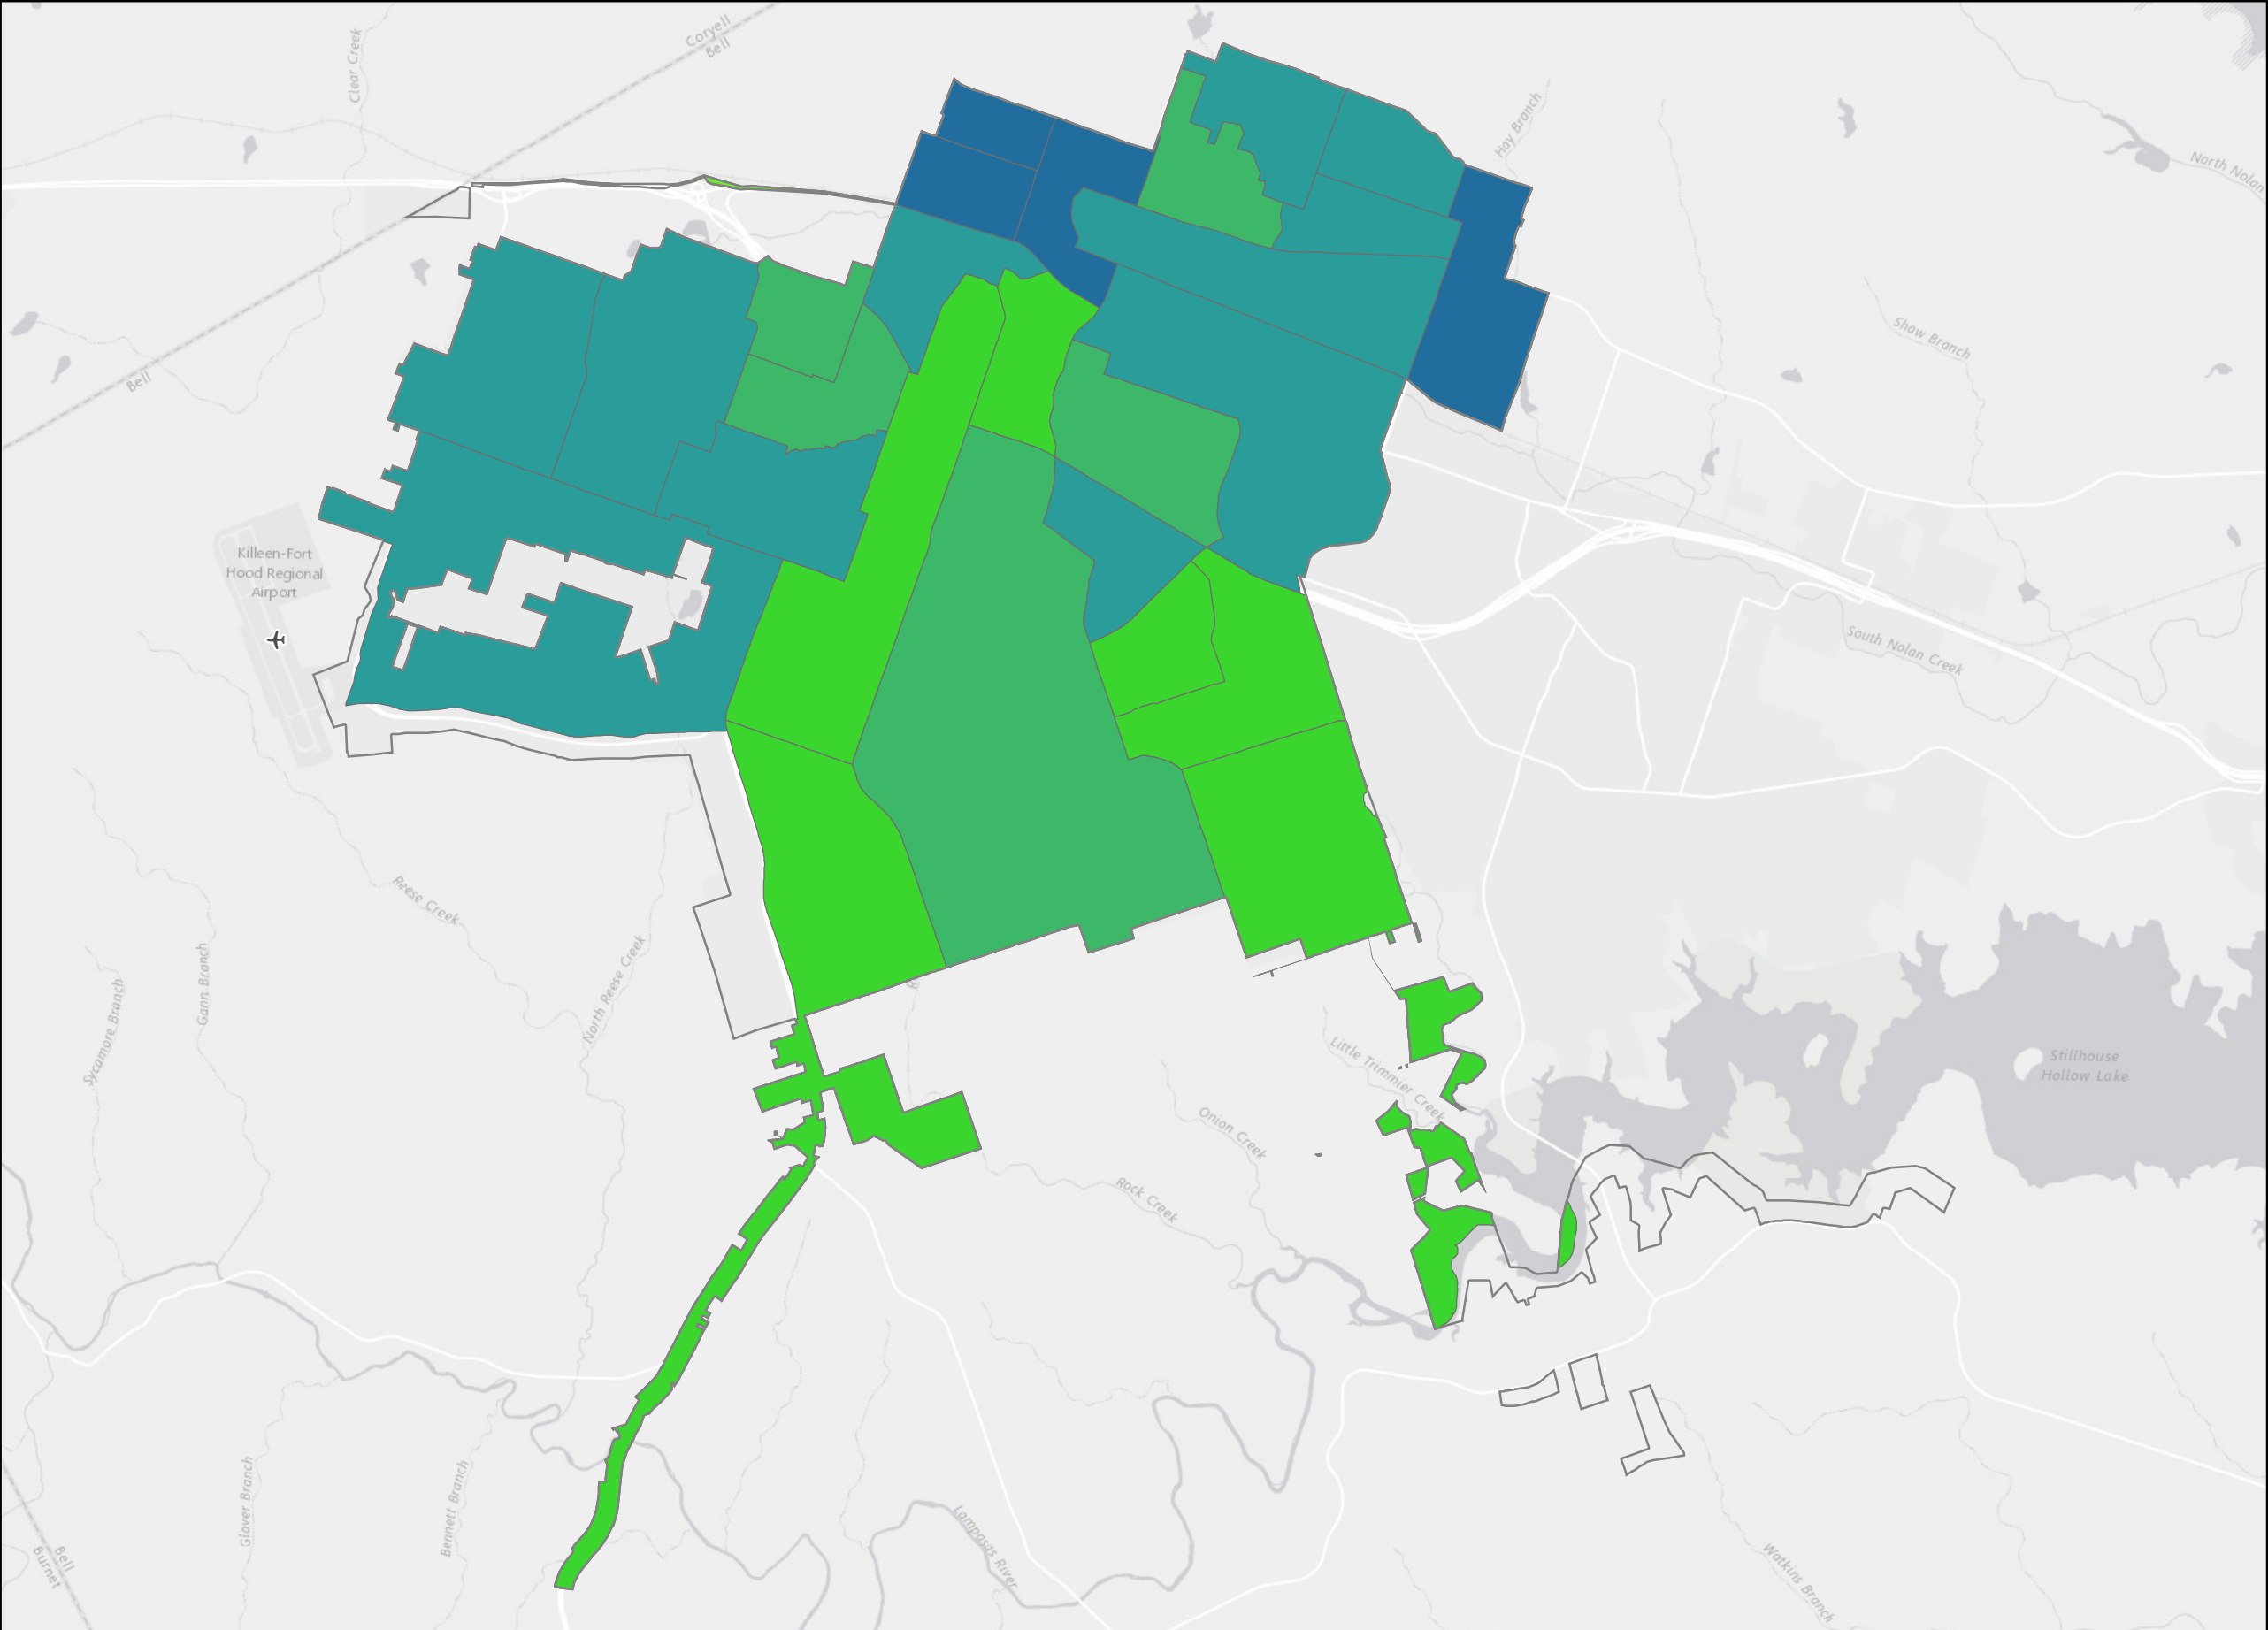 Coryell
Bell
Clear Creek
Hay Branch
North Nolan
Shaw Branch
Bell
Killeen-Fort
Hood Regional
Airport
South Nolan Creek
Reese Creek
Gann Branch
North Reese Creek
Sycamore Branch
Little Trimmier Creek
Stillhouse
Hollow Lake
Onion Creek
Rock Creek
Glover Branch
Bennett Branch
Lampasas River
Watkins Branch
Bell
Burnet